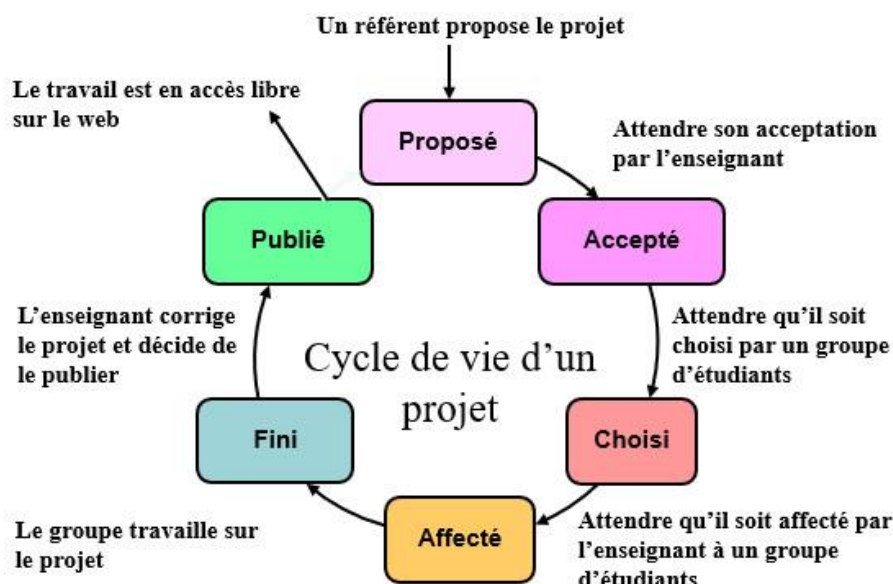 Un référent propose le projet
Le travail est en accès libre
sur le web
Proposé
Attendre son acceptation
par l'enseignant
Publié
Accepté
L'enseignant corrige
le projet et décide de
le publier
Attendre qu'il soit
choisi par un groupe
d'étudiants
Cycle de vie d'un
projet
Fini
Choisi
Le groupe travaille sur
le projet
Affecté
Attendre qu'il soit affecté par
l'enseignant à un groupe
d'étudiants